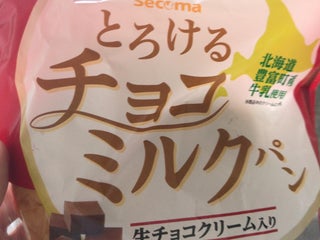 Secoma
とろける
チョコ
ミルクパン
北海道
豊富町産
牛乳使用
生チョコクリーム入り